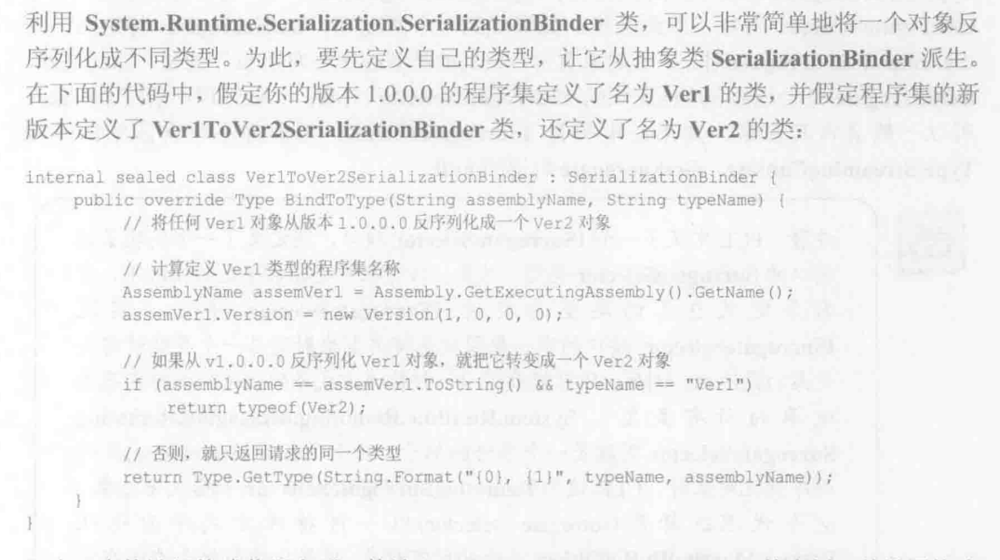 利用 System.Runtime.Serialization.SerializationBinder 类，可以非常简单地将一个对象反
序列化成不同类型。为此，要先定义自己的类型，让它从抽象类 SerializationBinder 派生。
在下面的代码中，假定你的版本 1.0.0.0 的程序集定义了名为 Ver1 的类，并假定程序集的新
版本定义了 Ver1ToVer2SerializationBinder 类，还定义了名为 Ver2 的类：
internal sealed class Ver1ToVer2SerializationBinder : SerializationBinder {
public override Type BindToType(String assemblyName, String typeName) {
// 将任何 Ver1 对象从版本 1.0.0.0 反序列化成一个 Ver2 对象
// 计算定义 Ver1 类型的程序集名称
AssemblyName assemVer1 = Assembly.GetExecutingAssembly().GetName();
assemVer1.Version = new Version(1, 0, 0, 0);
// 如果从 v1.0.0.0 反序列化 Ver1 对象，就把它转变成一个 Ver2 对象
if (assemblyName == assemVer1.ToString() && typeName == "Ver1")
return typeof(Ver2);
// 否则，就只返回请求的同一个类型
return Type.GetType(String.Format("{0}, {1}", typeName, assemblyName));
}
}